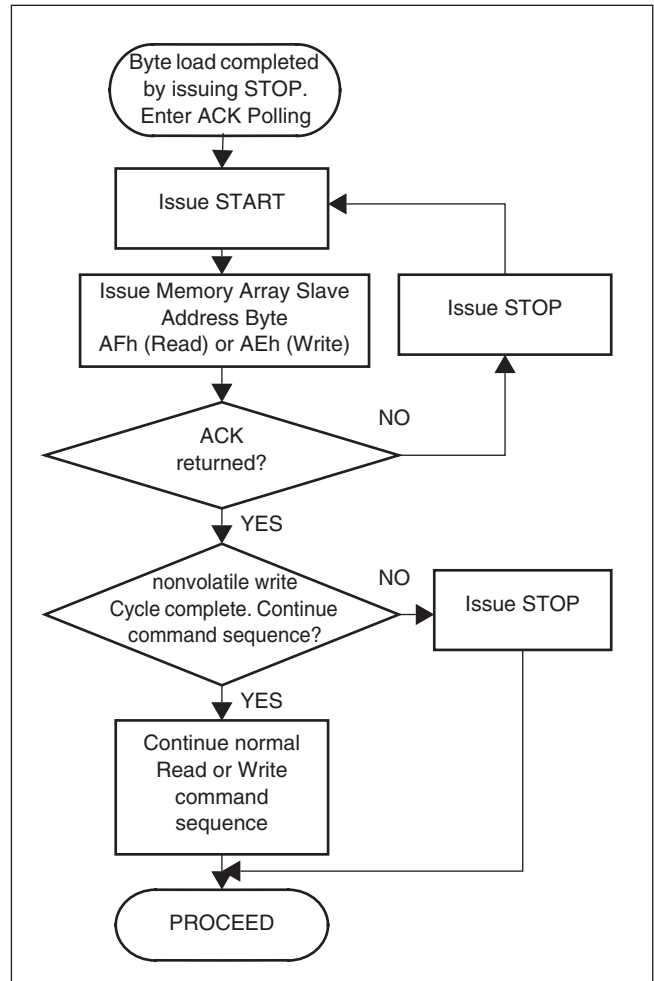 Byte load completed
by issuing STOP.
Enter ACK Polling
Issue START
Issue Memory Array Slave
Address Byte
AFh (Read) or AEh (Write)
Issue STOP
ACK
returned?
NO
YES
nonvolatile write
Cycle complete. Continue
command sequence?
NO
Issue STOP
YES
Continue normal
Read or Write
command
sequence
PROCEED